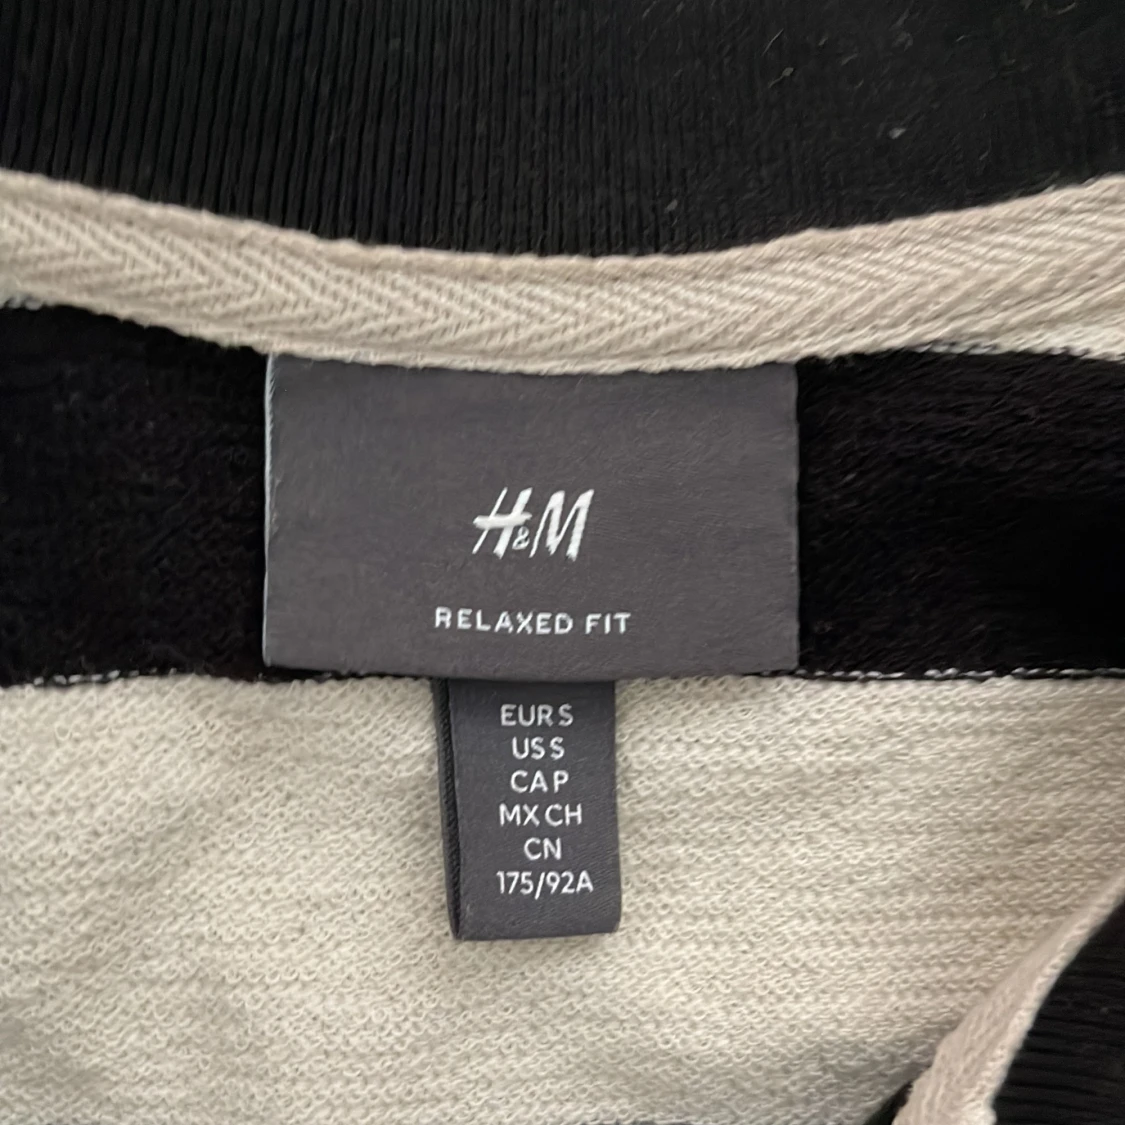 H&M
RELAXED FIT
EUR S
US S
CA P
MX CH
CN
175/92A